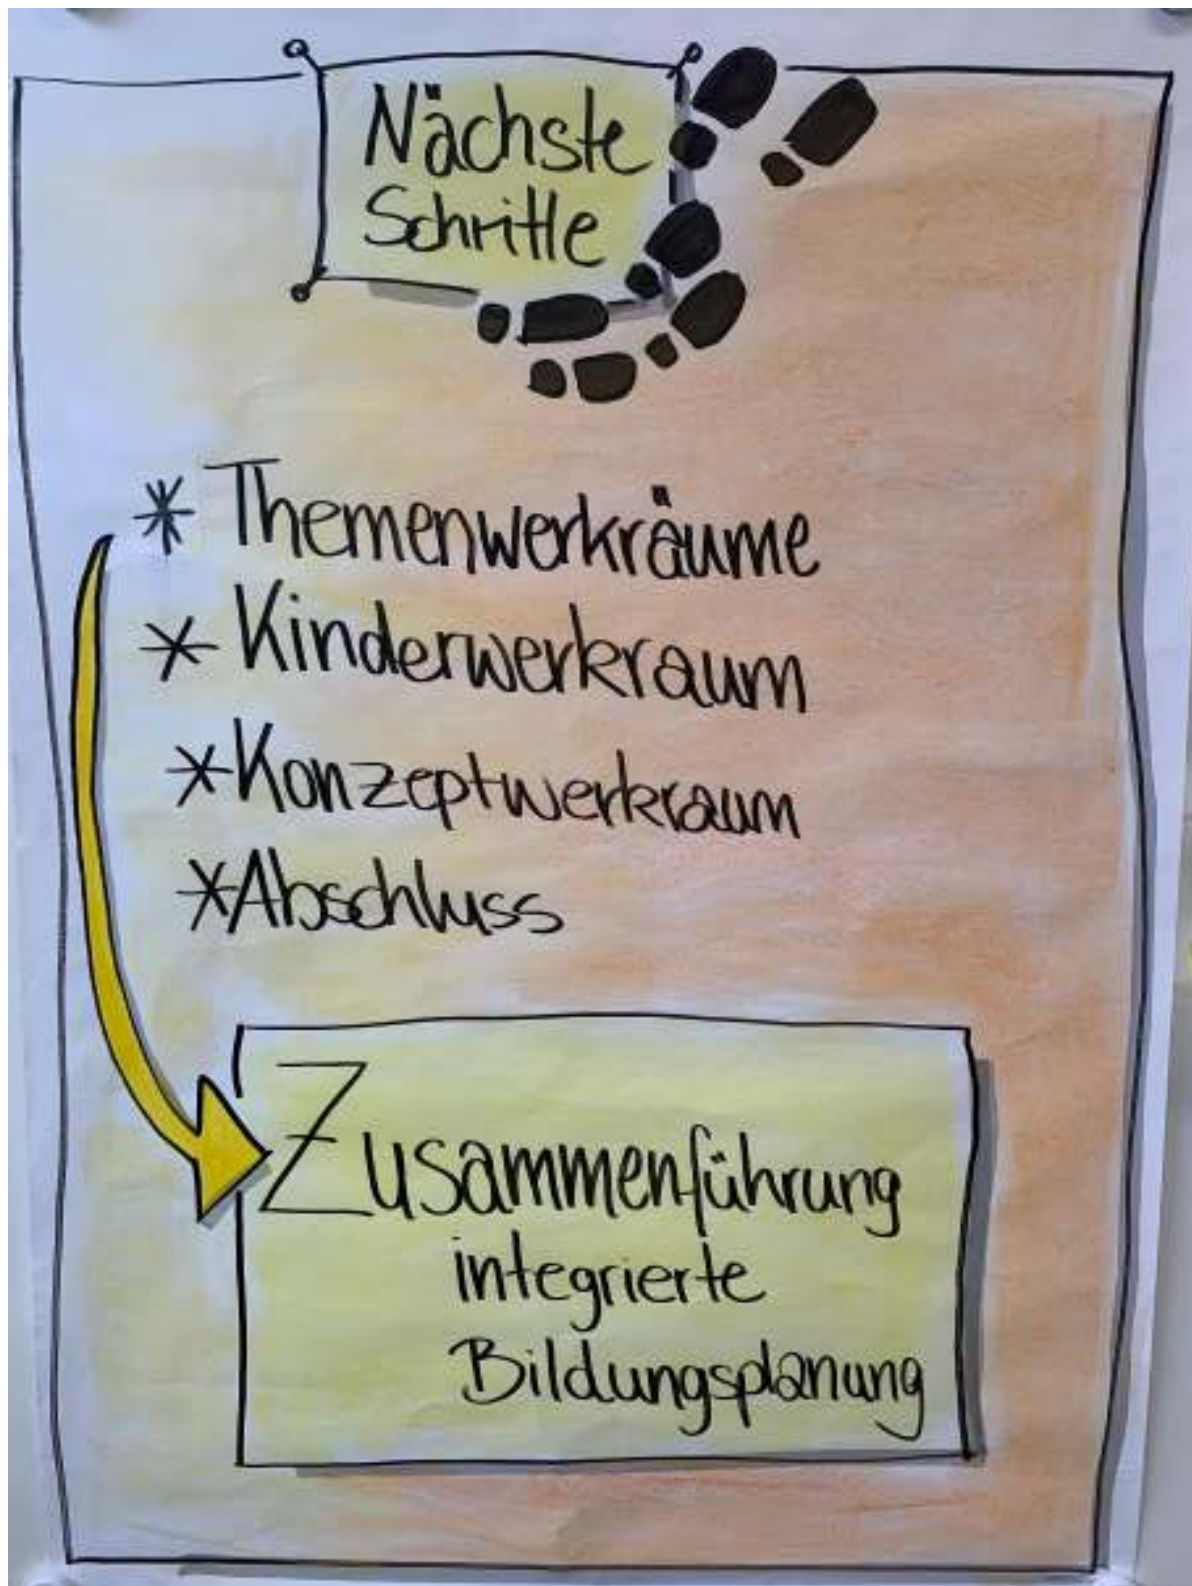 Nächste
Schritte
* Themenwerkräume
* Kinderwerkraum
* Konzeptwerkraum
* Abschluss
Zusammenführung
integrierte
Bildungsplanung